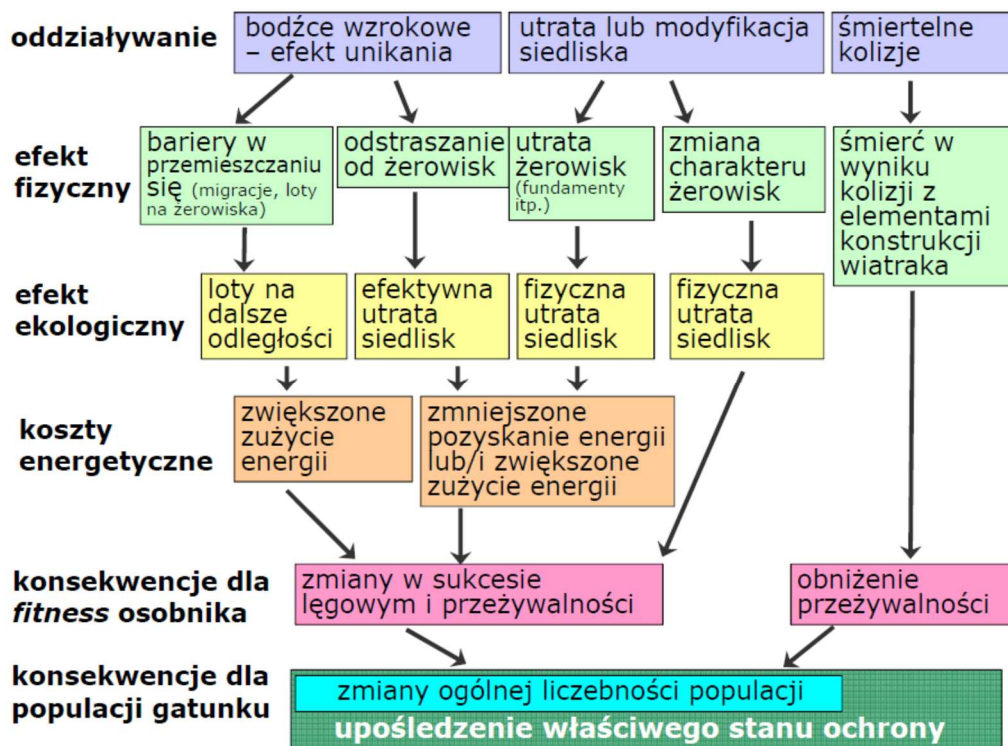 oddziaływanie
bodźce wzrokowe
– efekt unikania
utrata lub modyfikacja
siedliska
śmiertelne
kolizje
efekt
fizyczny
bariery w
przemieszczaniu
się (migracje, loty
na żerowiska)
odstraszanie
od żerowisk
utrata
żerowisk
(fundamenty
itp.)
zmiana
charakteru
żerowisk
śmierć w
wyniku
kolizji z
elementami
konstrukcji
wiatraka
efekt
ekologiczny
loty na
dalsze
odległości
efektywna
utrata
siedlisk
fizyczna
utrata
siedlisk
fizyczna
utrata
siedlisk
koszty
energetyczne
zwiększone
zużycie
energii
zmniejszone
pozyskanie energii
lub/i zwiększone
zużycie energii
konsekwencje dla
fitness osobnika
zmiany w sukcesie
lęgowym i przeżywalności
obniżenie
przeżywalności
konsekwencje dla
populacji gatunku
zmiany ogólnej liczebności populacji
upośledzenie właściwego stanu ochrony